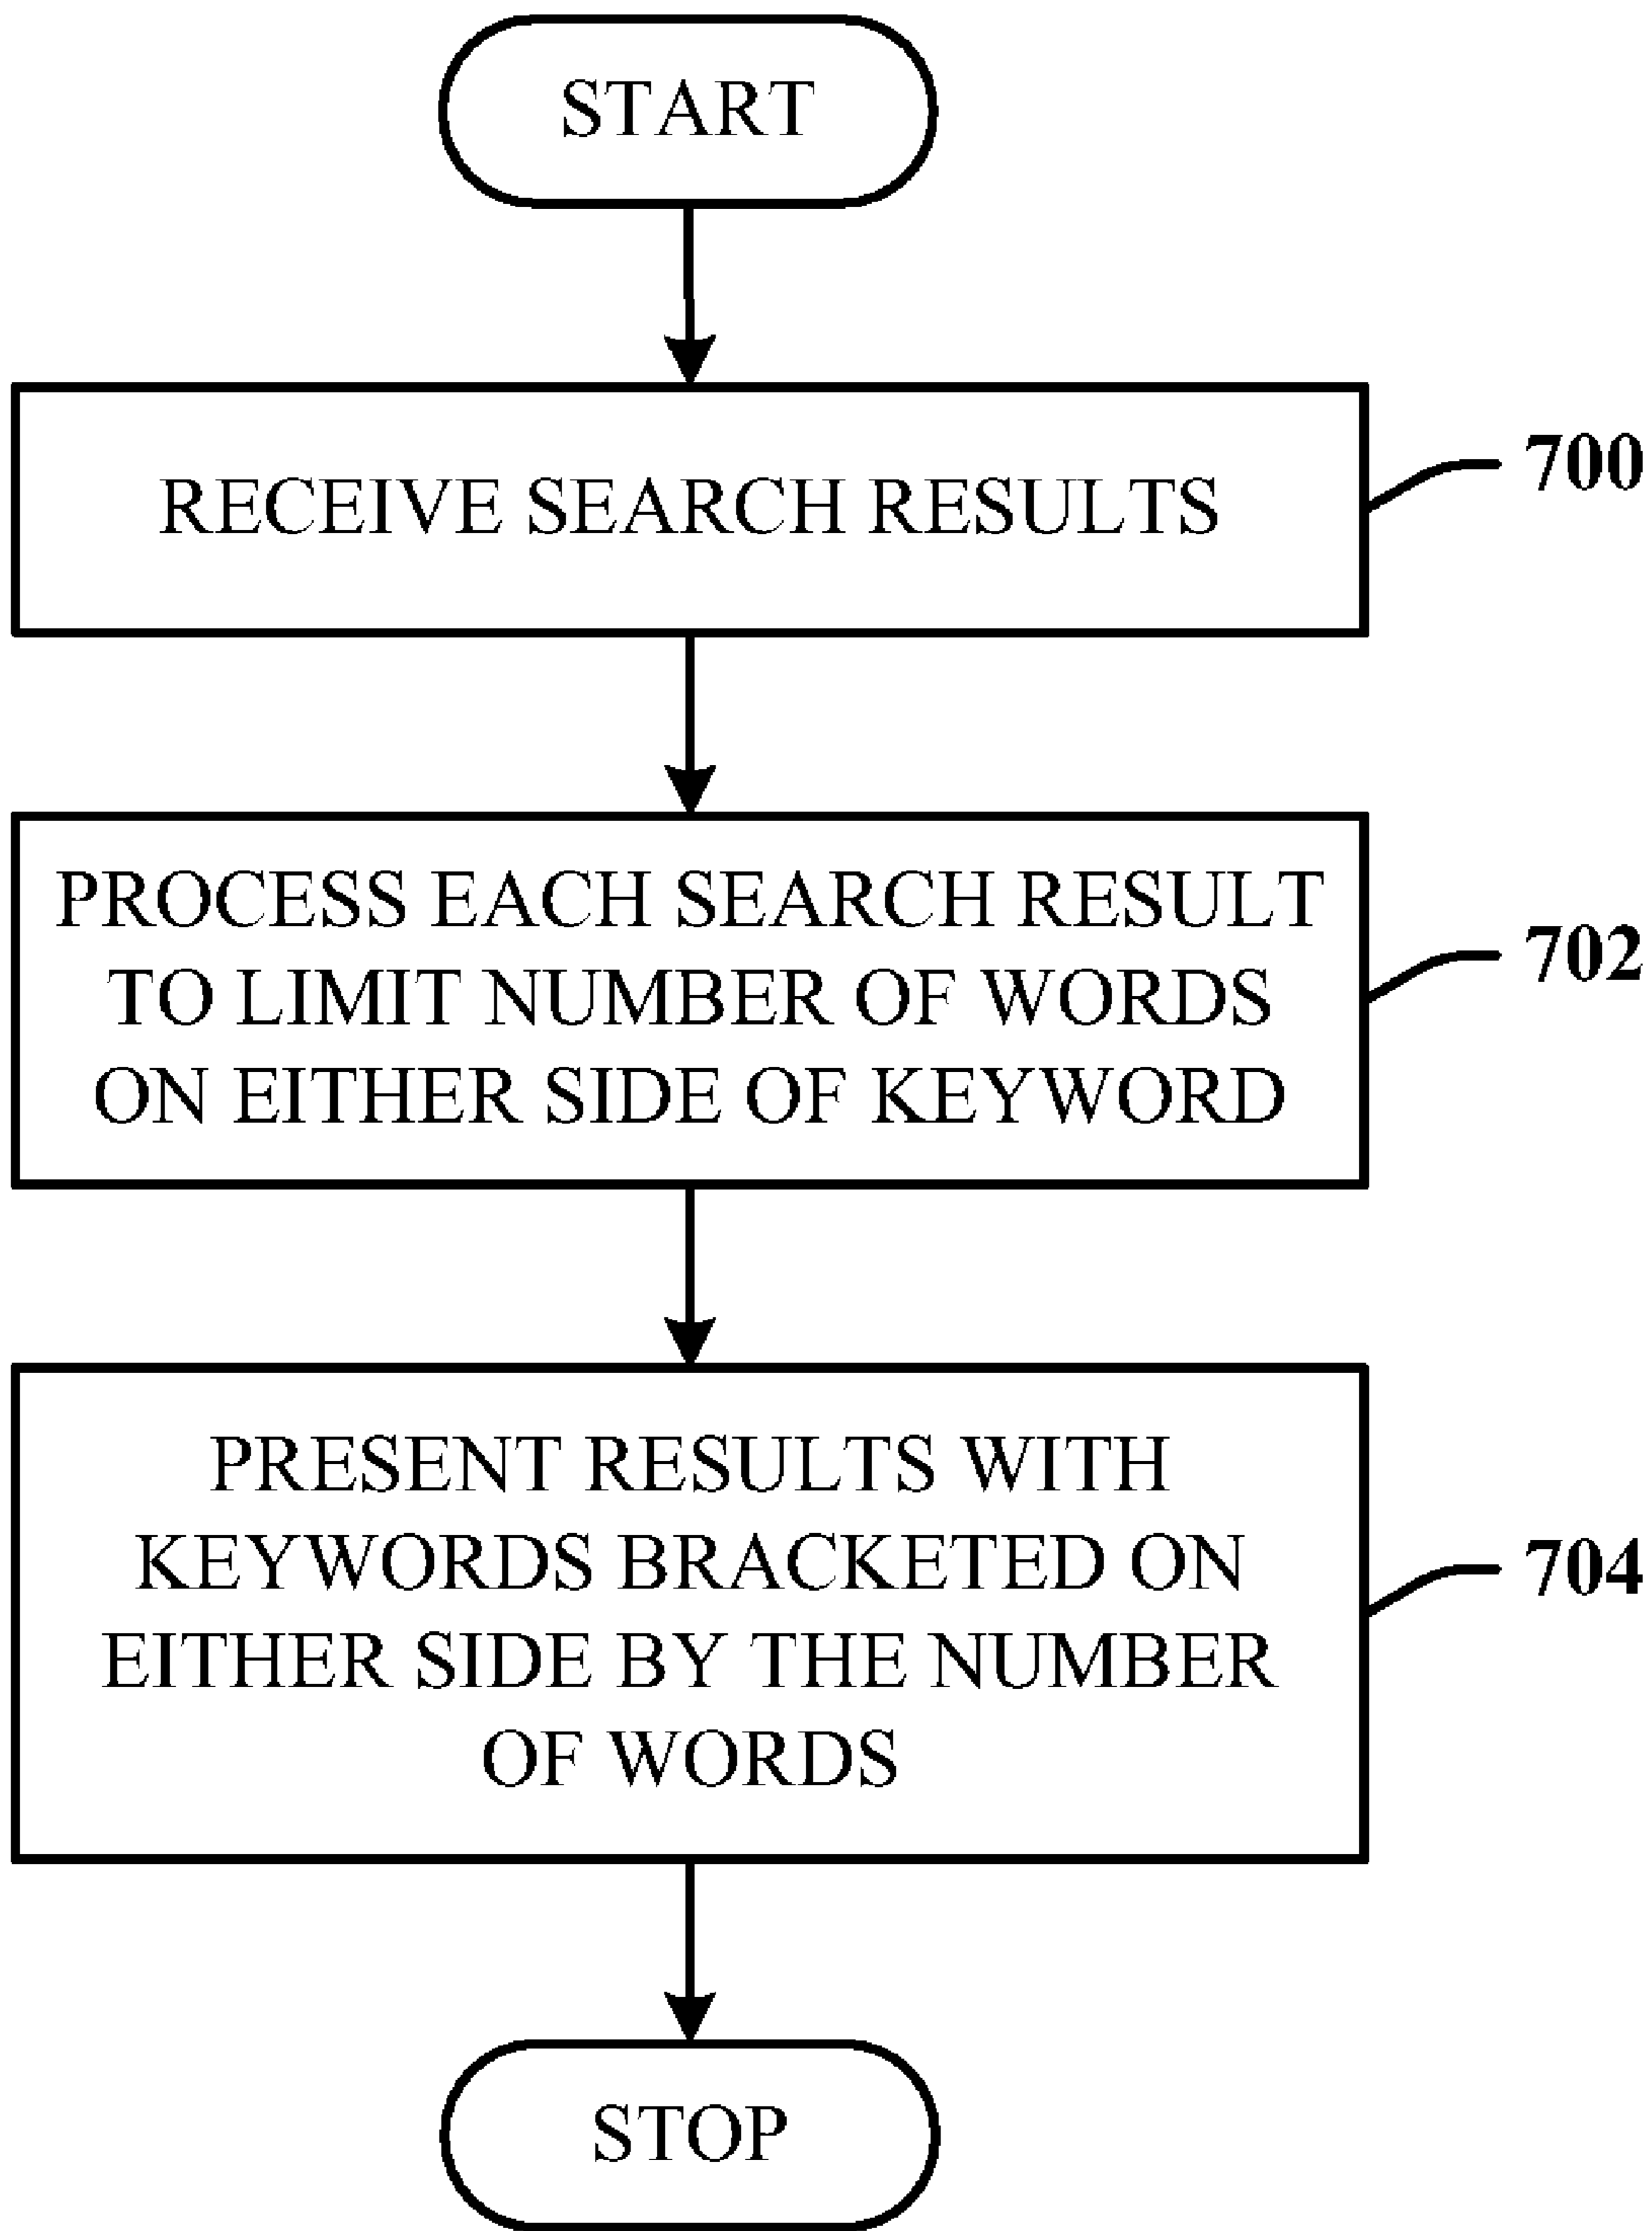 START
RECEIVE SEARCH RESULTS
700
PROCESS EACH SEARCH RESULT
TO LIMIT NUMBER OF WORDS
ON EITHER SIDE OF KEYWORD
702
PRESENT RESULTS WITH
KEYWORDS BRACKETED ON
EITHER SIDE BY THE NUMBER
OF WORDS
704
STOP